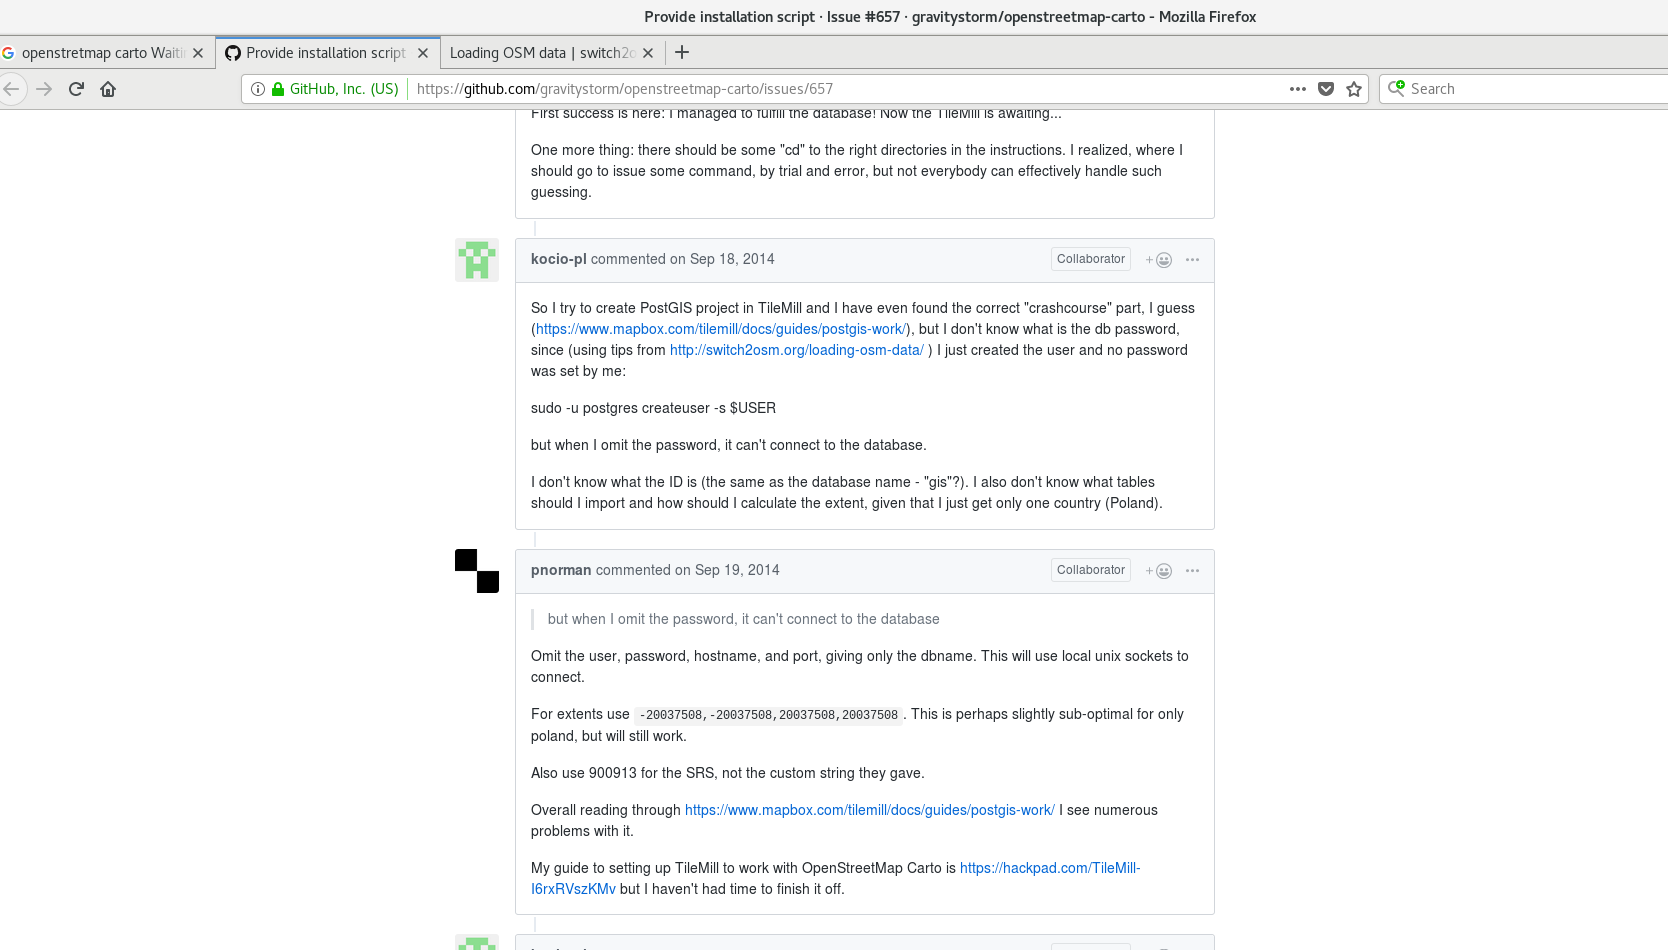 Provide installation script · Issue #657 · gravitystorm/openstreetmap-carto - Mozilla Firefox
openstretmap carto Waiti
Provide installation script
Loading OSM data | switch2o
GitHub, Inc. (US)
https://github.com/gravitystorm/openstreetmap-carto/issues/657
Search
First success is here: I managed to fulfill the database! Now the TileMill is awaiting...
One more thing: there should be some "cd" to the right directories in the instructions. I realized, where I
should go to issue some command, by trial and error, but not everybody can effectively handle such
guessing.
kocio-pl commented on Sep 18, 2014
Collaborator
So I try to create PostGIS project in TileMill and I have even found the correct "crashcourse" part, I guess
(https://www.mapbox.com/tilemill/docs/guides/postgis-work/), but I don't know what is the db password,
since (using tips from http://switch2osm.org/loading-osm-data/ ) I just created the user and no password
was set by me:
sudo -u postgres createuser -s $USER
but when I omit the password, it can't connect to the database.
I don't know what the ID is (the same as the database name - "gis"?). I also don't know what tables
should I import and how should I calculate the extent, given that I just get only one country (Poland).
pnorman commented on Sep 19, 2014
Collaborator
but when I omit the password, it can't connect to the database
Omit the user, password, hostname, and port, giving only the dbname. This will use local unix sockets to
connect.
For extents use -20037508,-20037508,20037508,20037508 . This is perhaps slightly sub-optimal for only
poland, but will still work.
Also use 900913 for the SRS, not the custom string they gave.
Overall reading through https://www.mapbox.com/tilemill/docs/guides/postgis-work/ I see numerous
problems with it.
My guide to setting up TileMill to work with OpenStreetMap Carto is https://hackpad.com/TileMill-
I6rxRVszKMv but I haven't had time to finish it off.